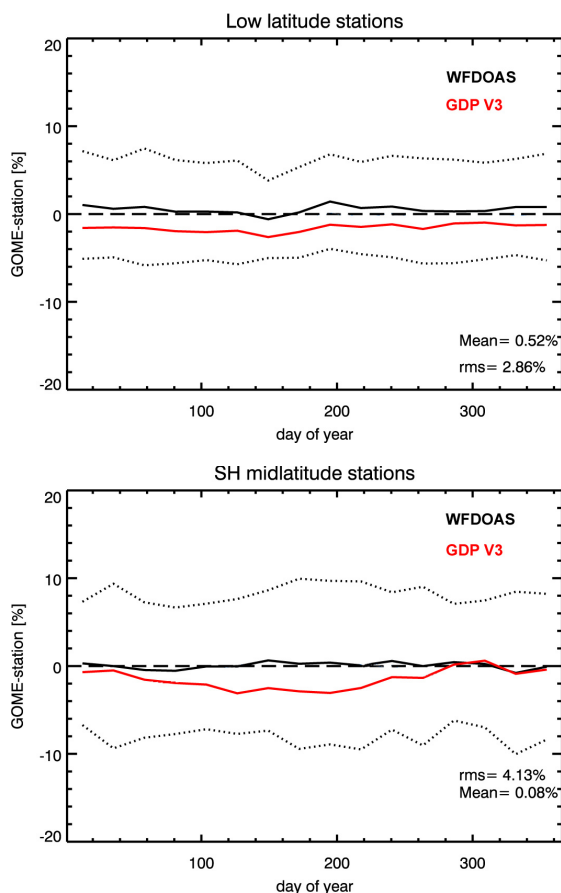 Low latitude stations
20
10
0
-10
-20
GOME-station [%]
WFDOAS
GDP V3
Mean= 0.52%
rms= 2.86%
100 200 300
day of year
SH midlatitude stations
20
10
0
-10
-20
GOME-station [%]
WFDOAS
GDP V3
rms= 4.13%
Mean= 0.08%
100 200 300
day of year